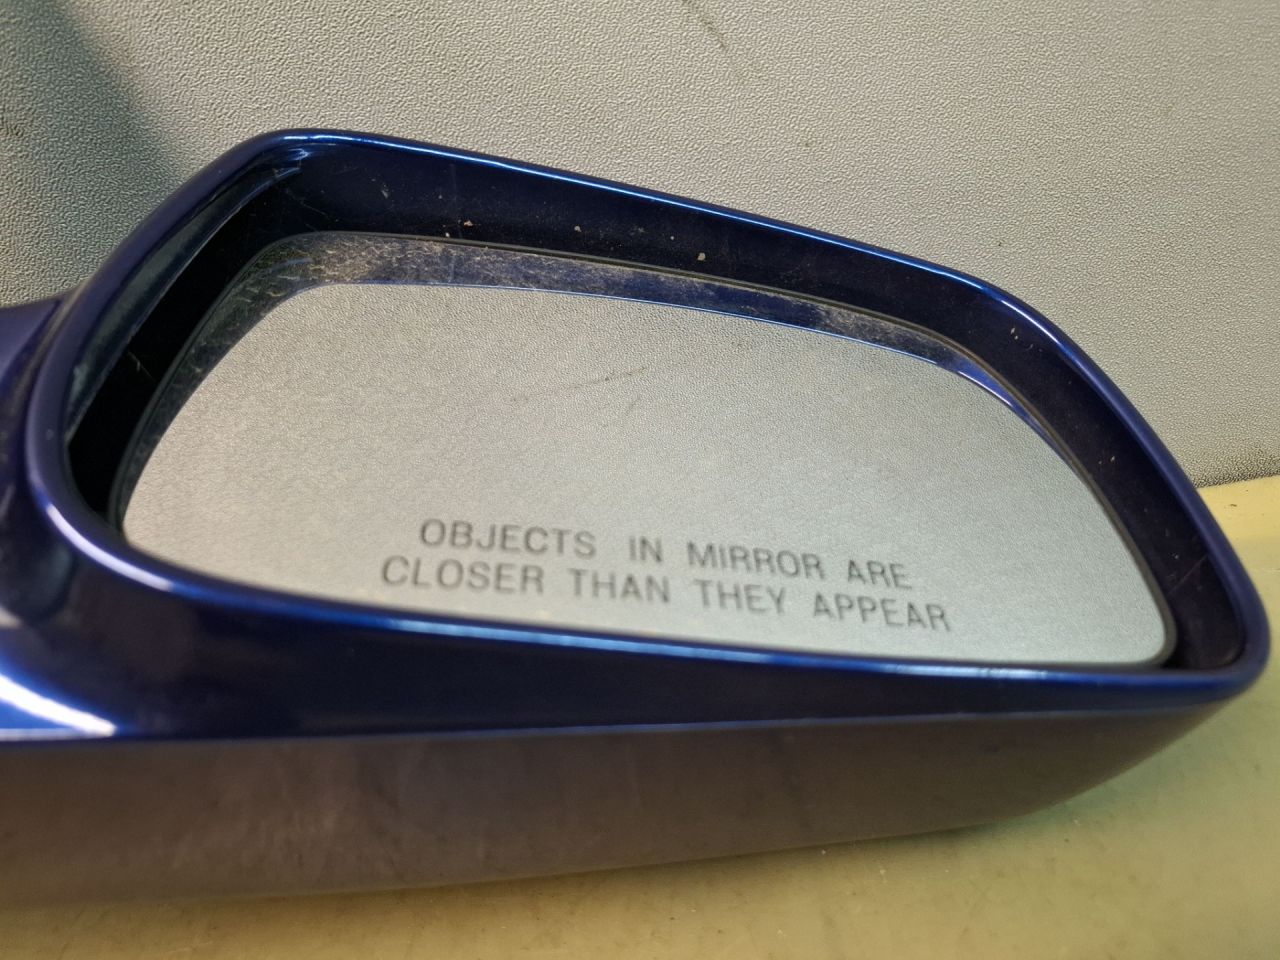 OBJECTS IN MIRROR ARE
CLOSER THAN THEY APPEAR